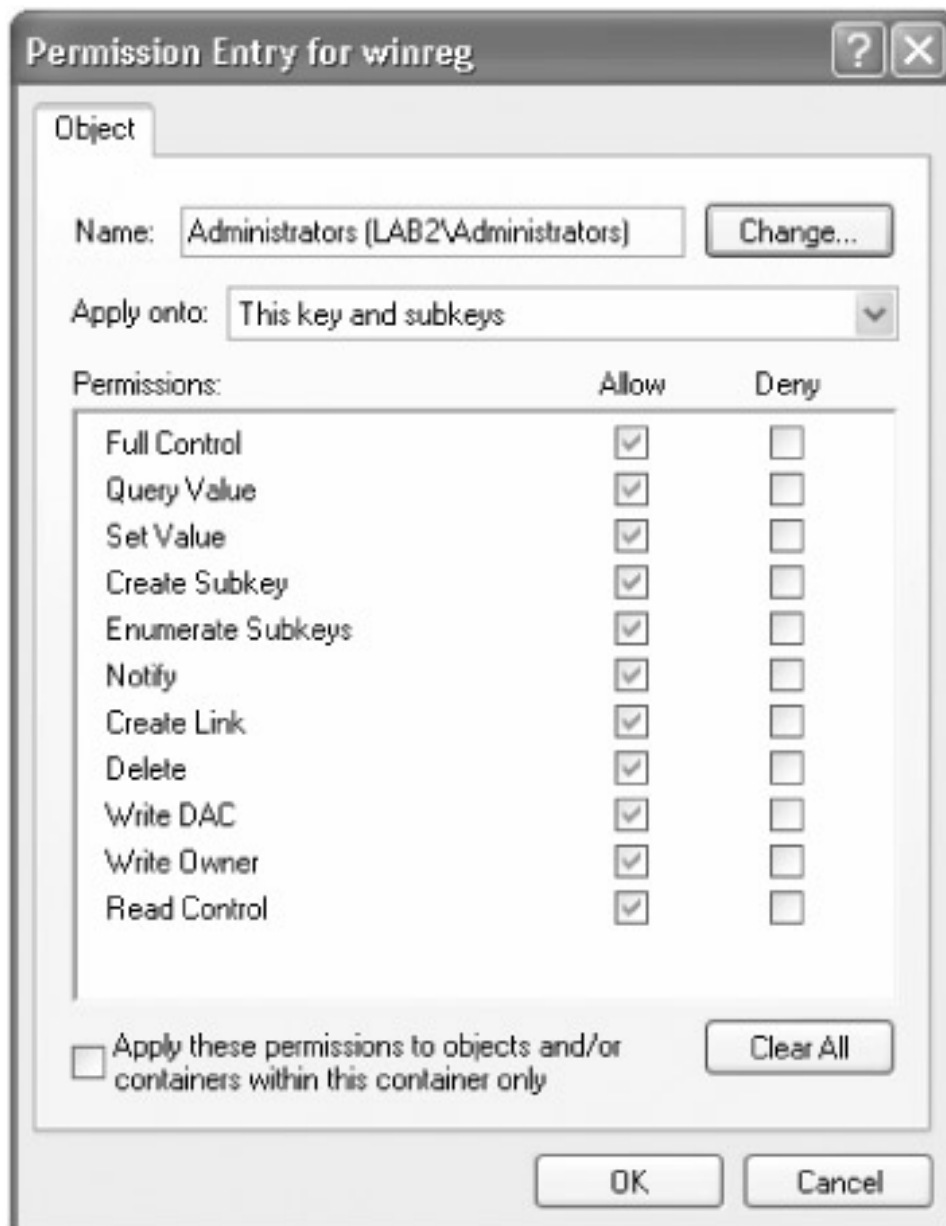 Permission Entry for winreg
Object
Name: Administrators (LAB2\Administrators) Change...
Apply onto: This key and subkeys
Permissions: Allow Deny
Full Control
Query Value
Set Value
Create Subkey
Enumerate Subkeys
Notify
Create Link
Delete
Write DAC
Write Owner
Read Control
Apply these permissions to objects and/or
containers within this container only
Clear All
OK Cancel